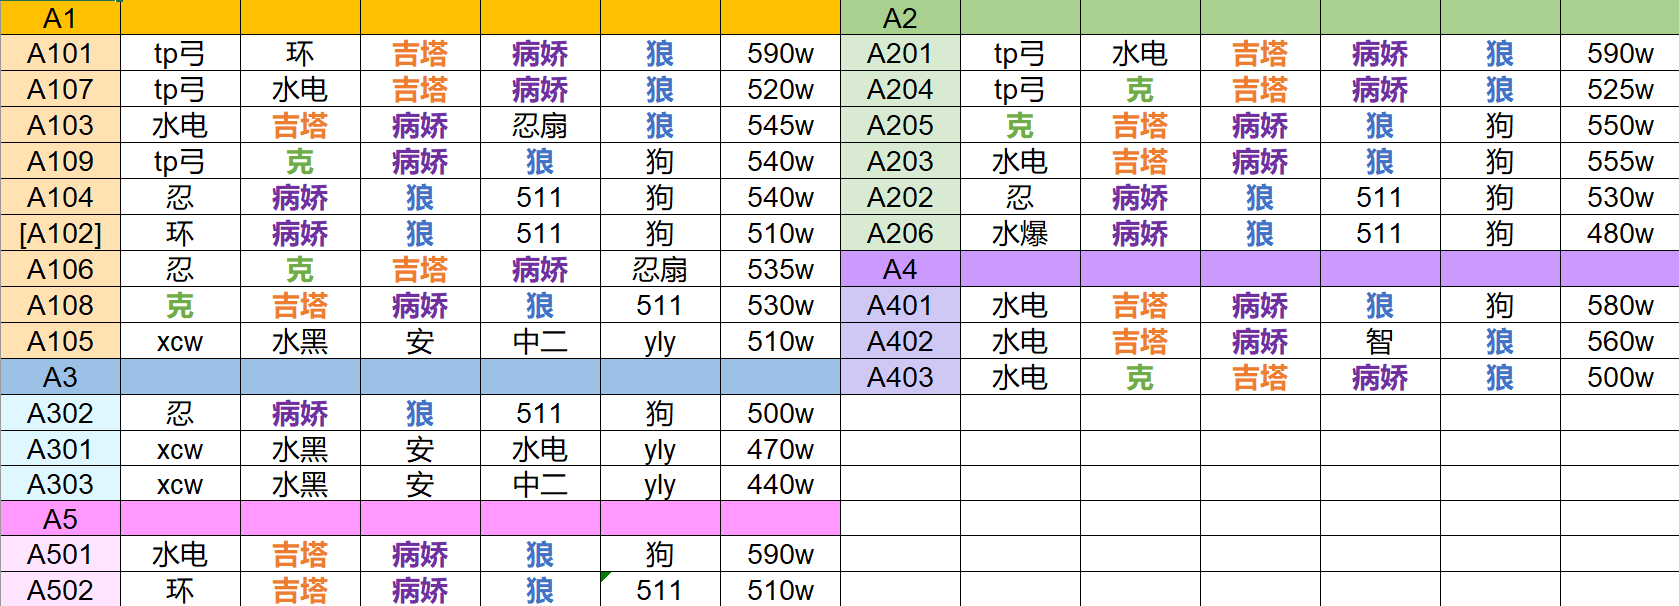 A1 A2
A101 tp弓 环 吉塔 病娇 狼 590w A201 tp弓 水电 吉塔 病娇 狼 590w
A107 tp弓 水电 吉塔 病娇 狼 520w A204 tp弓 克 吉塔 病娇 狼 525w
A103 水电 吉塔 病娇 忍扇 狼 545w A205 克 吉塔 病娇 狼 狗 550w
A109 tp弓 克 病娇 狼 狗 540w A203 水电 吉塔 病娇 狼 狗 555w
A104 忍 病娇 狼 511 狗 540w A202 忍 病娇 狼 511 狗 530w
[A102] 环 病娇 狼 511 狗 510w A206 水爆 病娇 狼 511 狗 480w
A106 忍 克 吉塔 病娇 忍扇 535w A4
A108 克 吉塔 病娇 狼 511 530w A401 水电 吉塔 病娇 狼 狗 580w
A105 xcw 水黑 安 中二 yly 510w A402 水电 吉塔 病娇 智 狼 560w
A3 A403 水电 克 吉塔 病娇 狼 500w
A302 忍 病娇 狼 511 狗 500w
A301 xcw 水黑 安 水电 yly 470w
A303 xcw 水黑 安 中二 yly 440w
A5
A501 水电 吉塔 病娇 狼 狗 590w
A502 环 吉塔 病娇 狼 511 510w